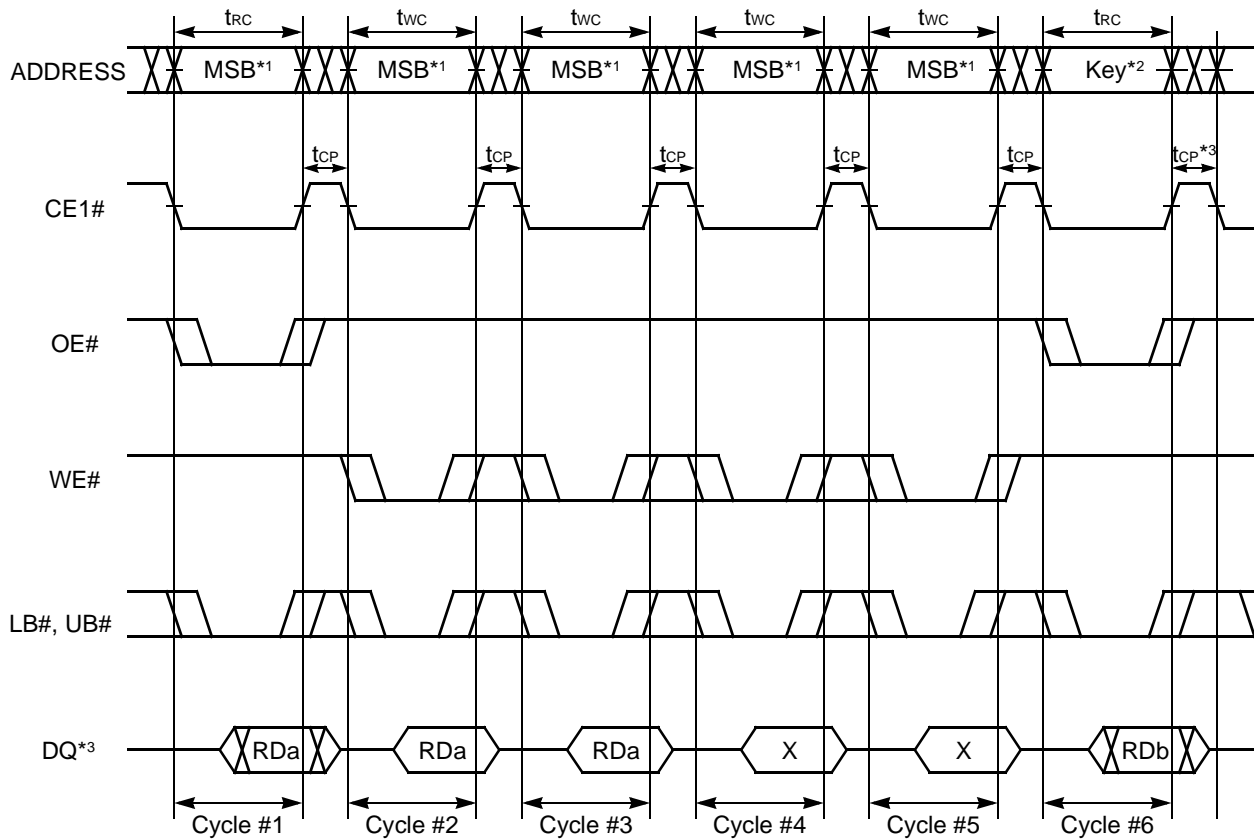 tRC tWC tWC tWC tWC tRC
ADDRESS MSB*1 MSB*1 MSB*1 MSB*1 MSB*1 Key*2
tCP tCP tCP tCP tCP tCP*3
CE1#
OE#
WE#
LB#, UB#
DQ*3 RDa RDa RDa X X RDb
Cycle #1 Cycle #2 Cycle #3 Cycle #4 Cycle #5 Cycle #6